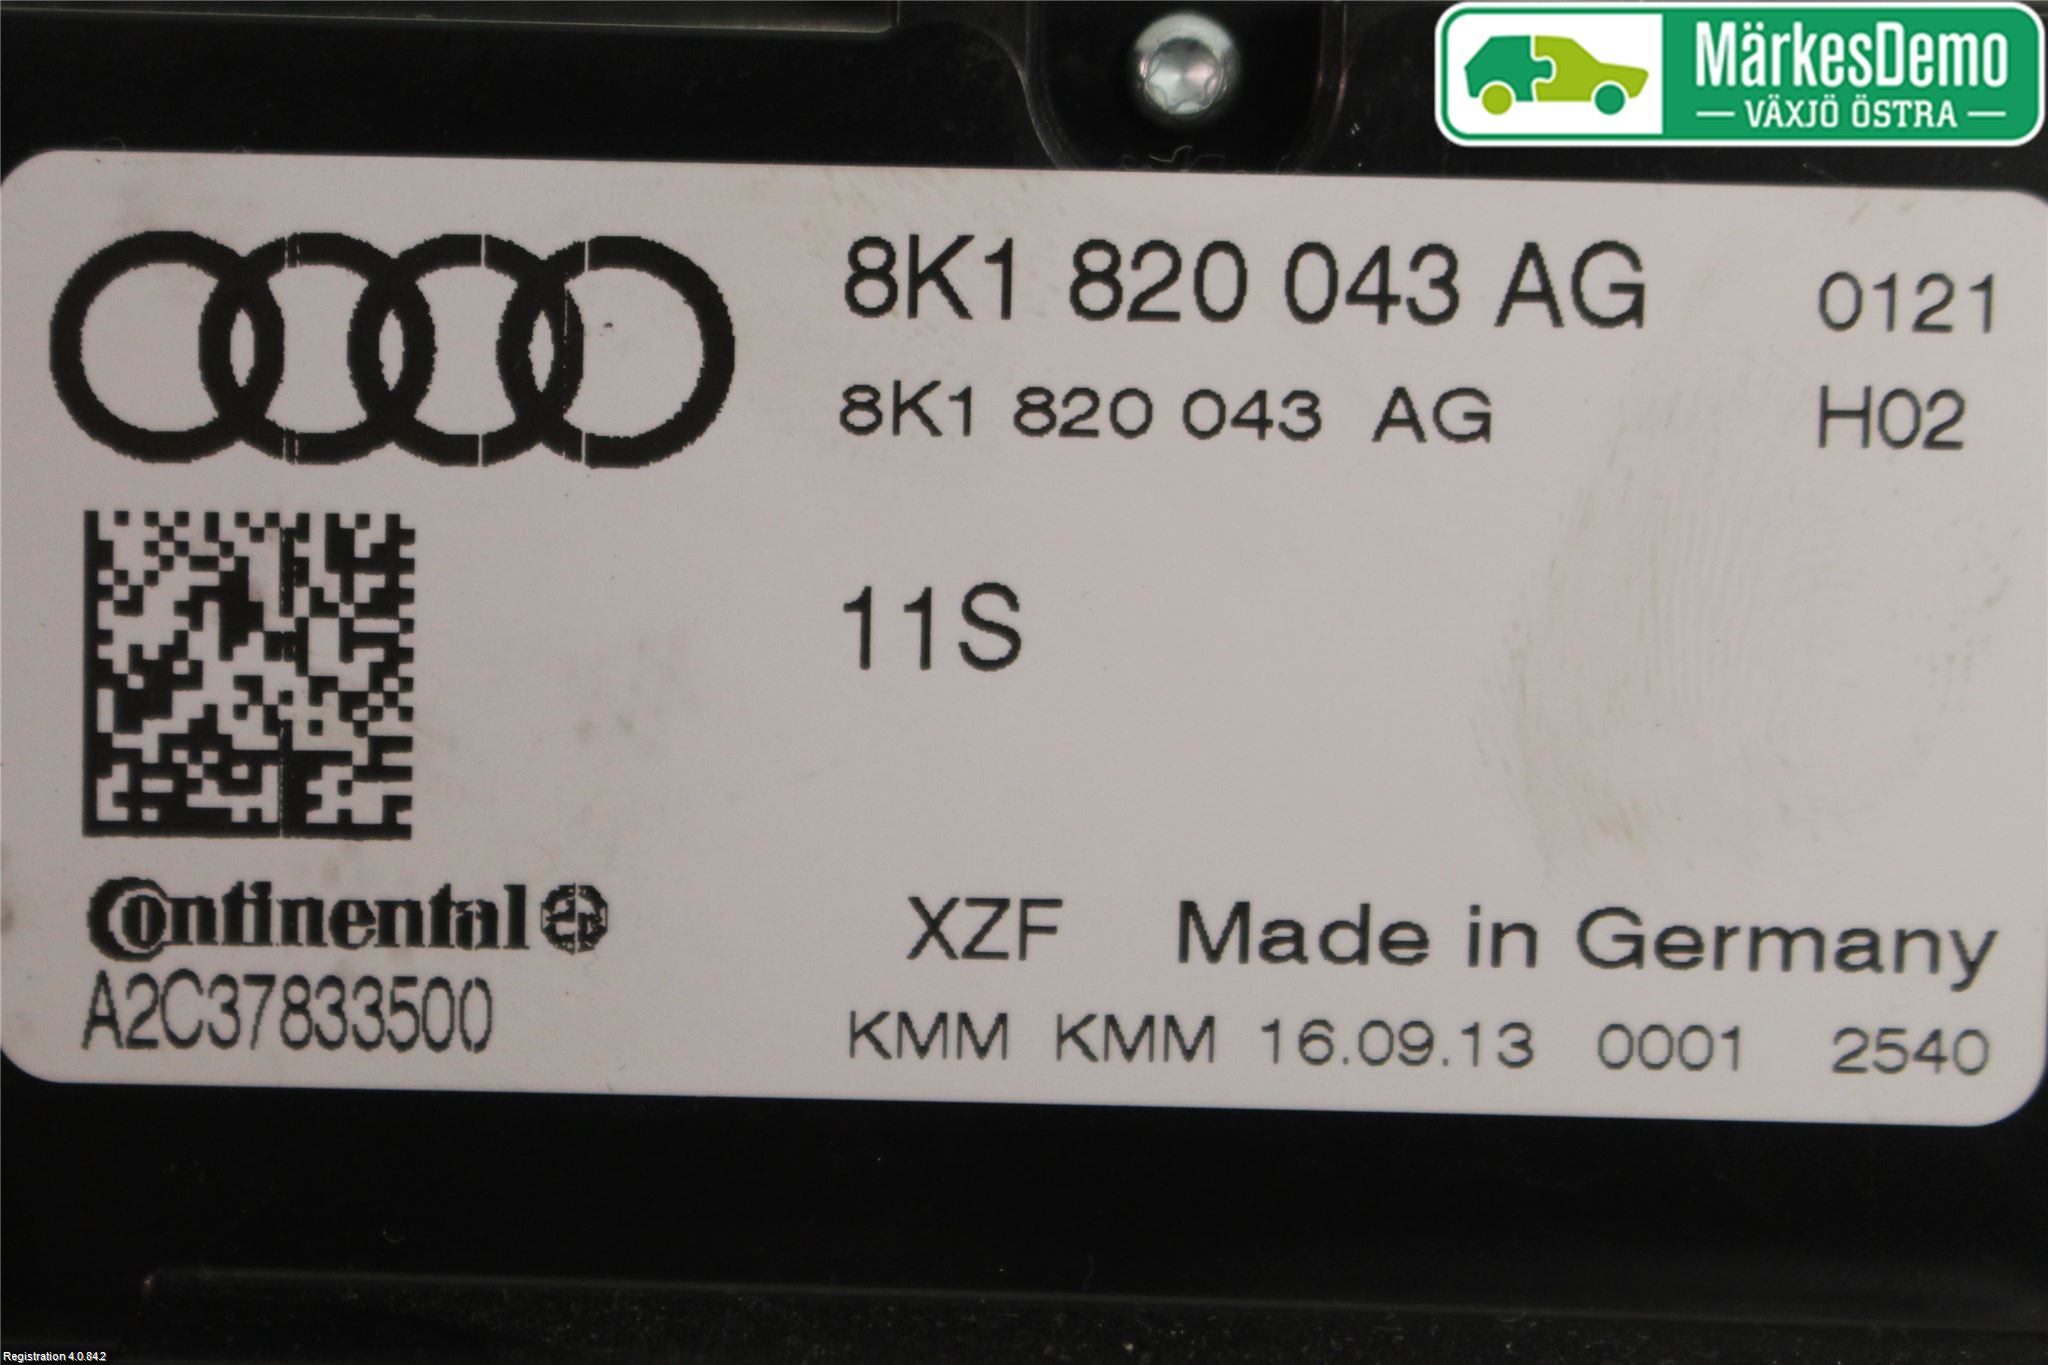 MärkesDemo
VÄXJÖ ÖSTRA
8K1 820 043 AG 0121
8K1 820 043 AG H02
11S
Continental
XZF Made in Germany
A2C37833500
KMM KMM 16.09.13 0001 2540
Registration 4.0.84.2